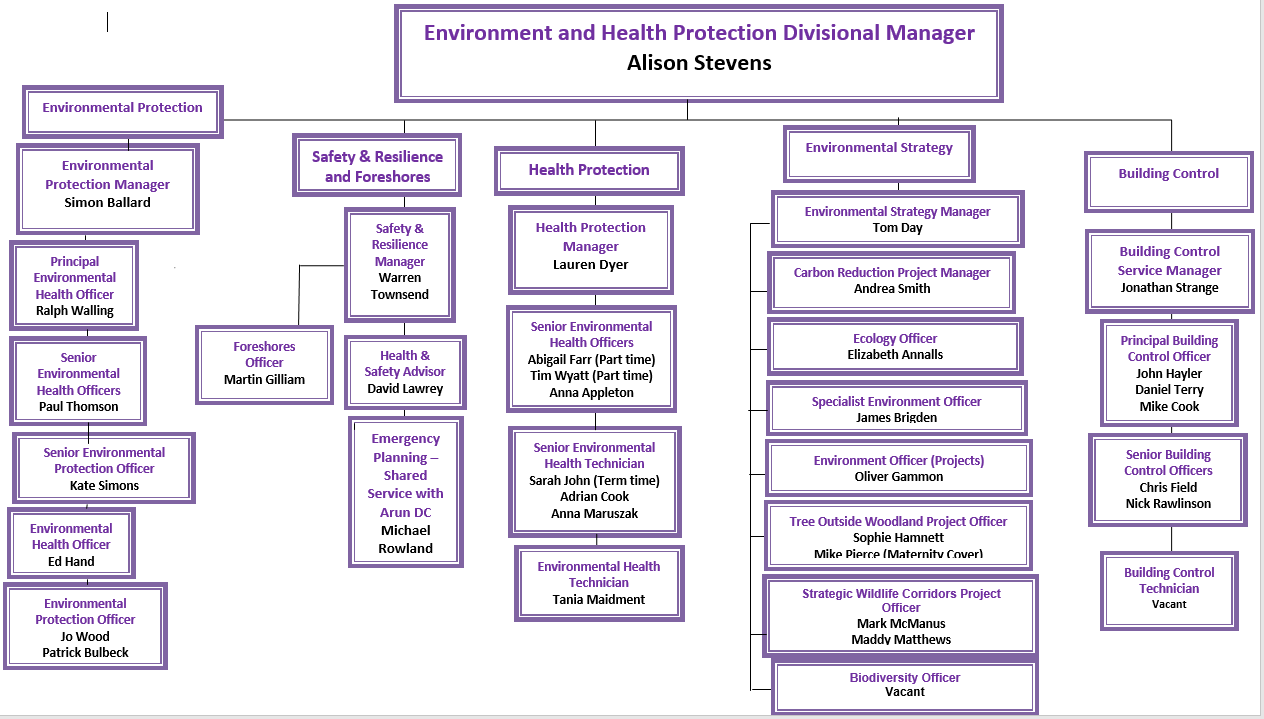 Environment and Health Protection Divisional Manager
Alison Stevens
Environmental Protection
Environmental
Protection Manager
Simon Ballard
Principal
Environmental
Health Officer
Ralph Walling
Senior
Environmental
Health Officers
Paul Thomson
Senior Environmental
Protection Officer
Kate Simons
Environmental
Health Officer
Ed Hand
Environmental
Protection Officer
Jo Wood
Patrick Bulbeck
Safety & Resilience
and Foreshores
Safety &
Resilience
Manager
Warren
Townsend
Foreshores
Officer
Martin Gilliam
Health &
Safety Advisor
David Lawrey
Emergency
Planning –
Shared
Service with
Arun DC
Michael
Rowland
Health Protection
Health Protection
Manager
Lauren Dyer
Senior Environmental
Health Officers
Abigail Farr (Part time)
Tim Wyatt (Part time)
Anna Appleton
Senior Environmental
Health Technician
Sarah John (Term time)
Adrian Cook
Anna Maruszak
Environmental Health
Technician
Tania Maidment
Environmental Strategy
Environmental Strategy Manager
Tom Day
Carbon Reduction Project Manager
Andrea Smith
Ecology Officer
Elizabeth Annalls
Specialist Environment Officer
James Brigden
Environment Officer (Projects)
Oliver Gammon
Tree Outside Woodland Project Officer
Sophie Hamnett
Mike Pierce (Maternity Cover)
Strategic Wildlife Corridors Project
Officer
Mark McManus
Maddy Matthews
Biodiversity Officer
Vacant
Building Control
Building Control
Service Manager
Jonathan Strange
Principal Building
Control Officer
John Hayler
Daniel Terry
Mike Cook
Senior Building
Control Officers
Chris Field
Nick Rawlinson
Building Control
Technician
Vacant